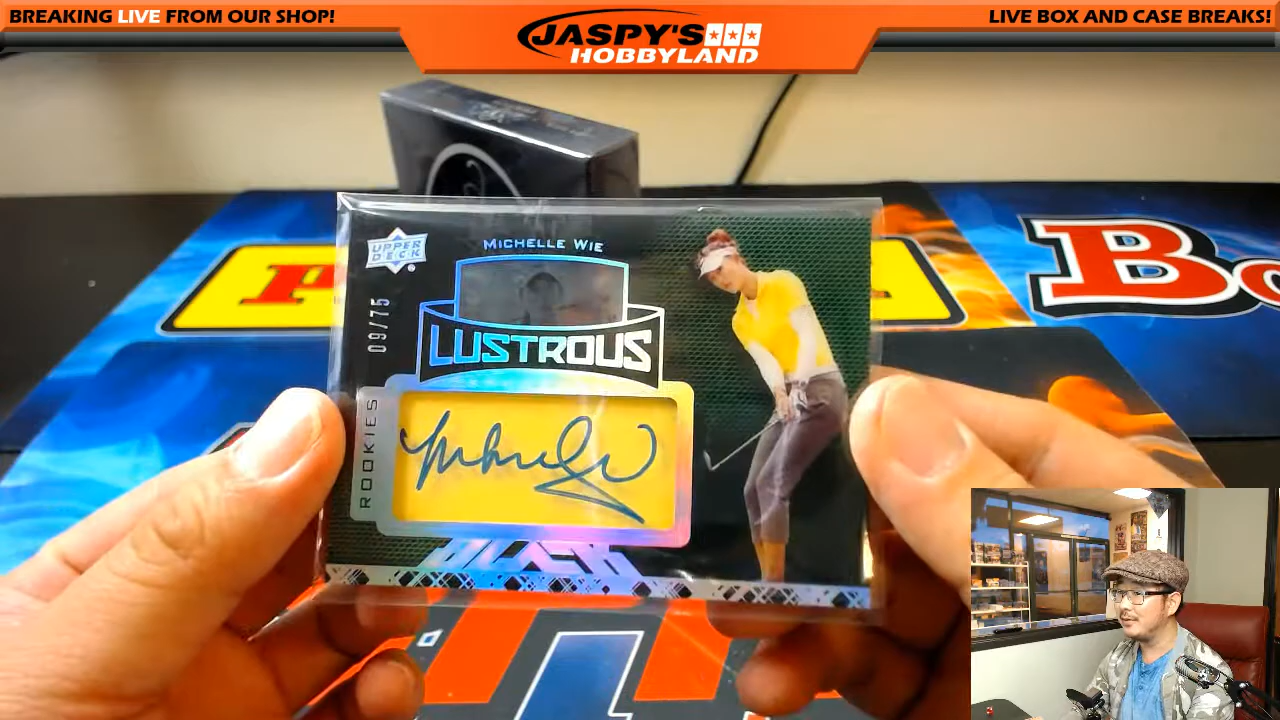 BREAKING LIVE FROM OUR SHOP!
JASPY'S
HOBBYLAND
LIVE BOX AND CASE BREAKS!
UPPER
DECK
MICHELLE WIE
09/75
LUSTROUS
ROOKIES
BLACK